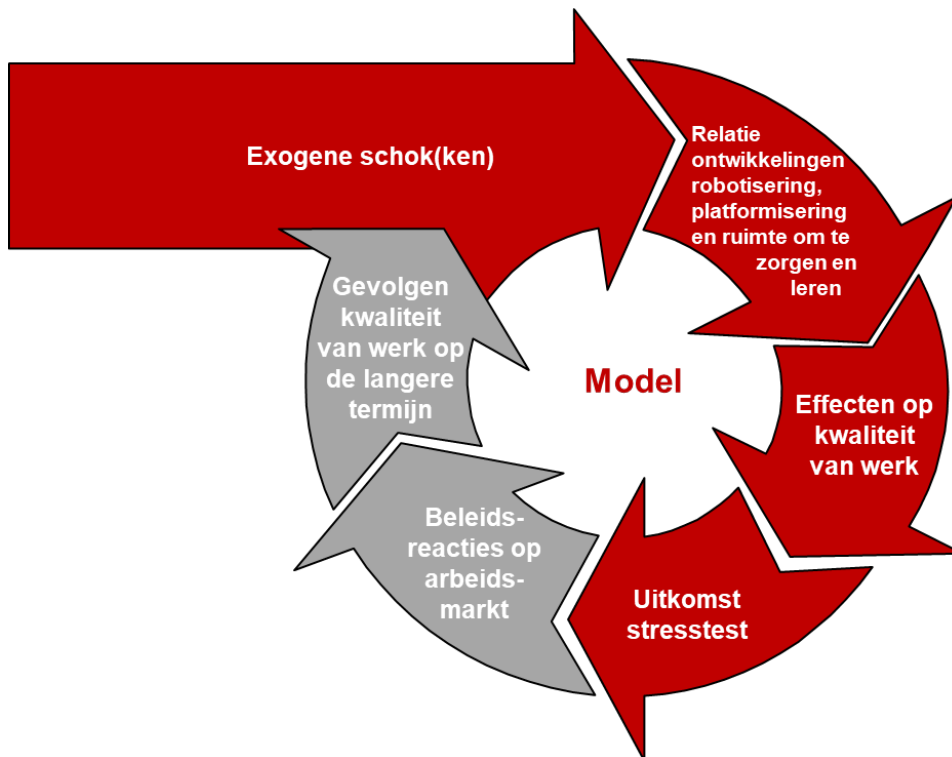 Exogene schok(ken)
Relatie
ontwikkelingen
robotisering,
platformisering
en ruimte om te
zorgen en
leren
Effecten op
kwaliteit
van werk
Uitkomst
stresstest
Beleids-
reacties op
arbeids-
markt
Gevolgen
kwaliteit
van werk op
de langere
termijn
Model